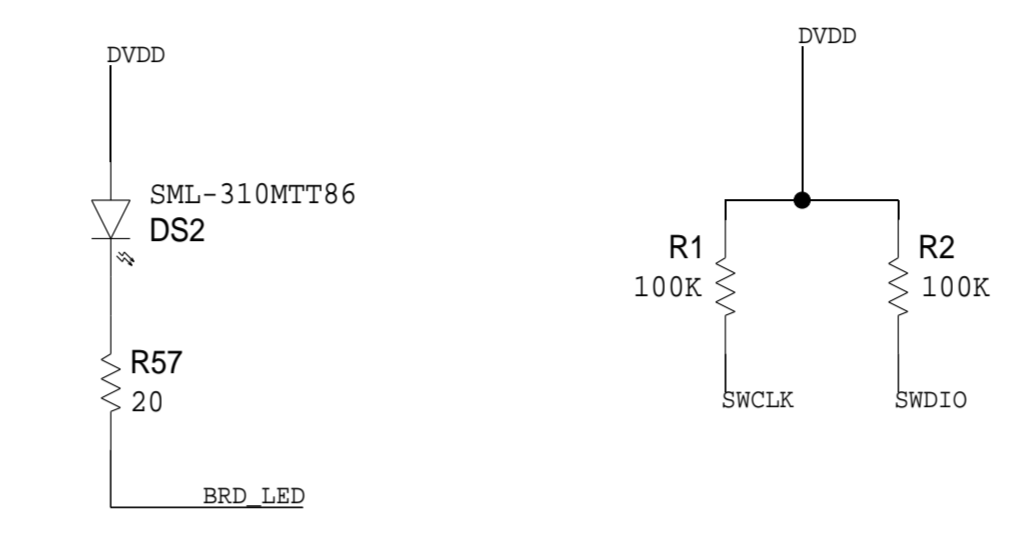 DVDD
SML-310MTT86
DS2
R57
20
BRD_LED
DVDD
R1
100K
R2
100K
SWCLK
SWDIO